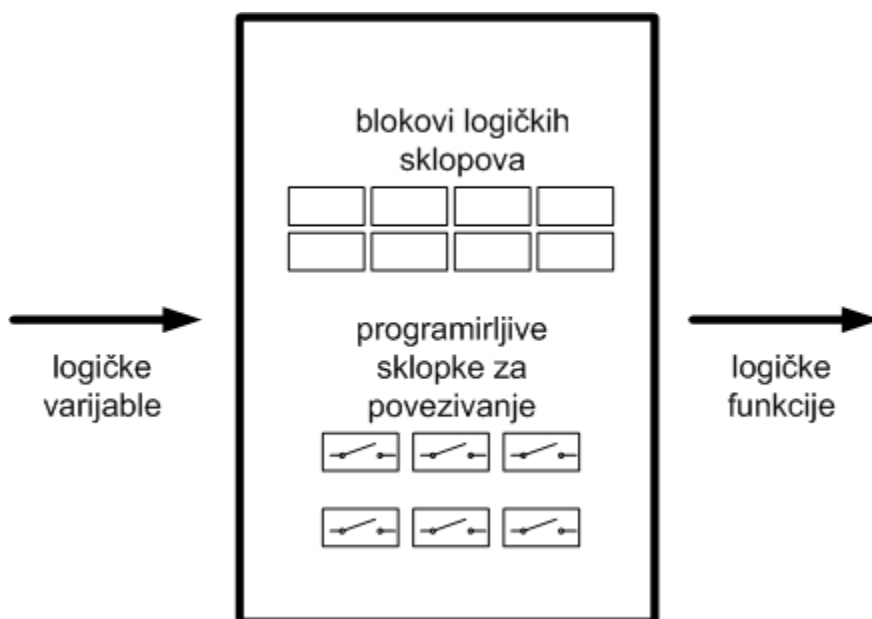 blokovi logičkih
sklopova
programirljive
sklopke za
povezivanje
logičke
varijable
logičke
funkcije